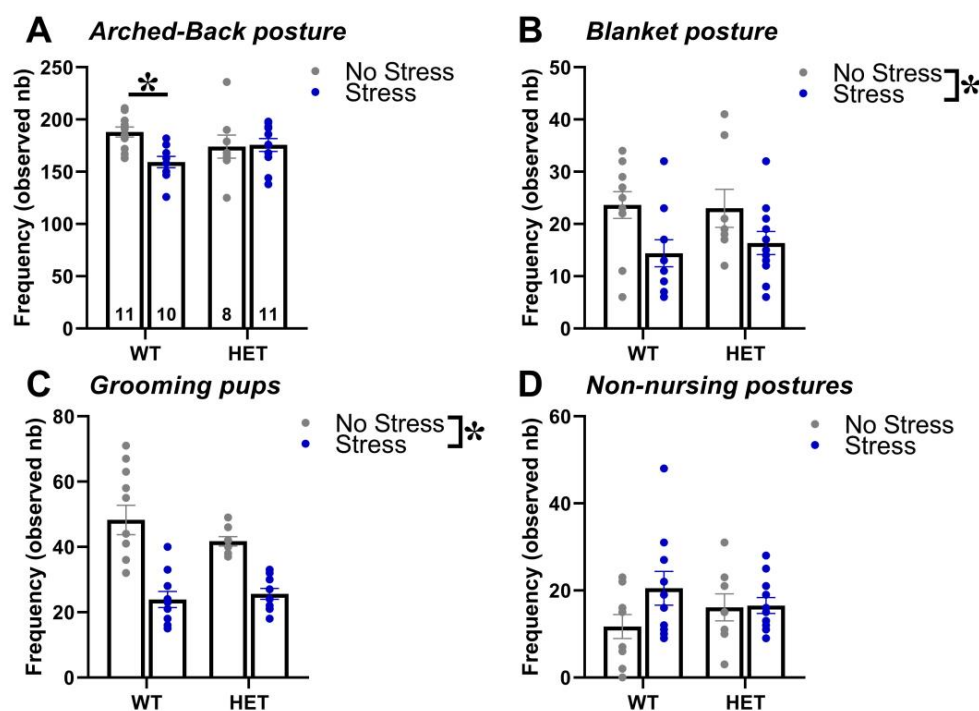 A Arched-Back posture
Frequency (observed nb)
250
200
150
100
50
0
*
No Stress
Stress
11 10 8 11
WT HET
B Blanket posture
Frequency (observed nb)
50
40
30
20
10
0
No Stress
Stress
*
WT HET
C Grooming pups
Frequency (observed nb)
80
60
40
20
0
No Stress
Stress
*
WT HET
D Non-nursing postures
Frequency (observed nb)
60
40
20
0
No Stress
Stress
WT HET